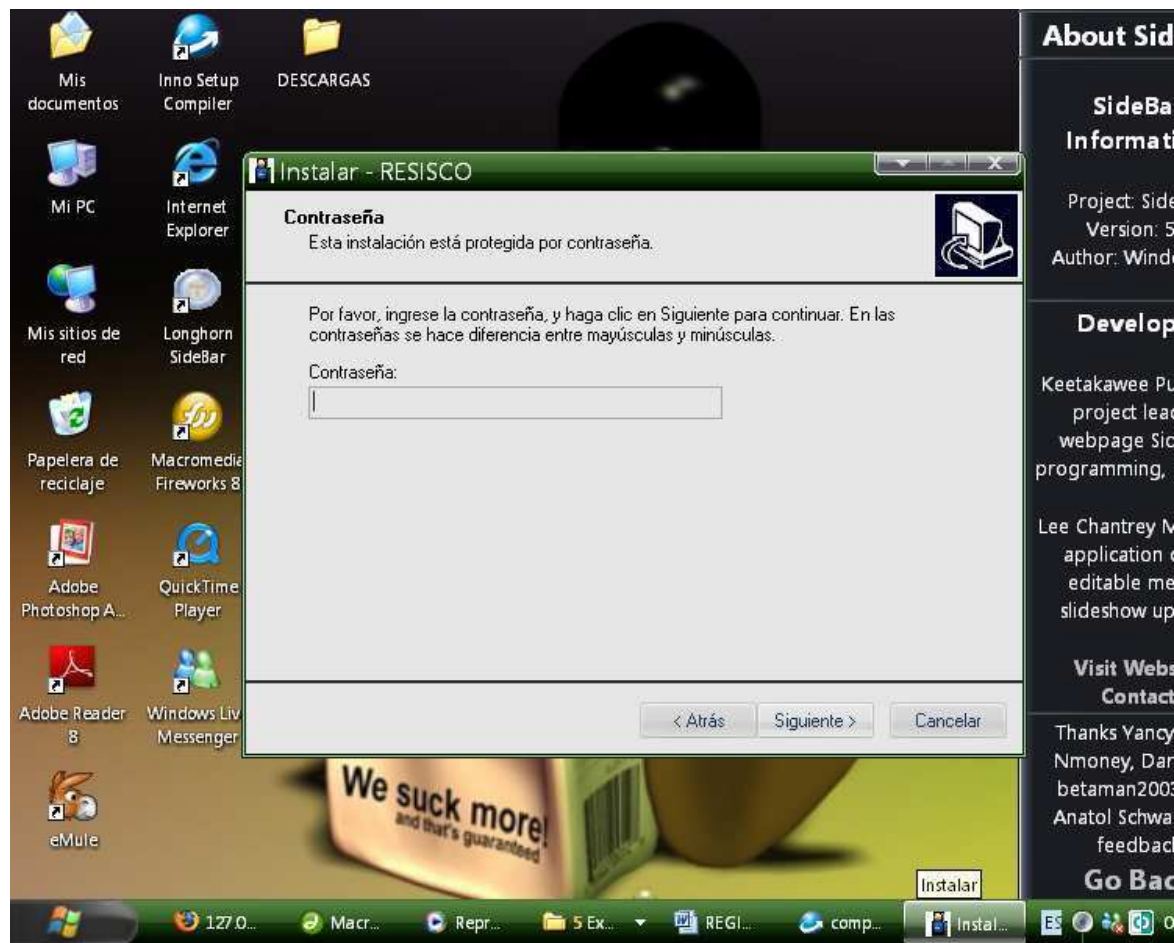 Mis
documentos
Inno Setup
Compiler
DESCARGAS
Mi PC
Internet
Explorer
Mis sitios de
red
Longhorn
SideBar
Papelera de
reciclaje
Macromedia
Fireworks 8
Adobe
Photoshop A...
QuickTime
Player
Adobe Reader
8
Windows Liv
Messenger
eMule
Instalar - RESISCO
Contraseña
Esta instalación está protegida por contraseña.
Por favor, ingrese la contraseña, y haga clic en Siguiente para continuar. En las
contraseñas se hace diferencia entre mayúsculas y minúsculas.
Contraseña:
< Atrás
Siguiente >
Cancelar
We suck more!
and that's guaranteed
About Sid
SideBa
Informati
Project: Side
Version: 5
Author: Windo
Develop
Keetakawee Pu
project lead
webpage Sid
programming,
Lee Chantrey M
application
editable me
slideshow up
Visit Webs
Contact
Thanks Yancy
Nmoney, Dar
betaman2003
Anatol Schwa
feedbac
Go Bac
Instalar
127.0...
Macr...
Repr...
5 Ex...
REGI...
comp...
Instal...
ES